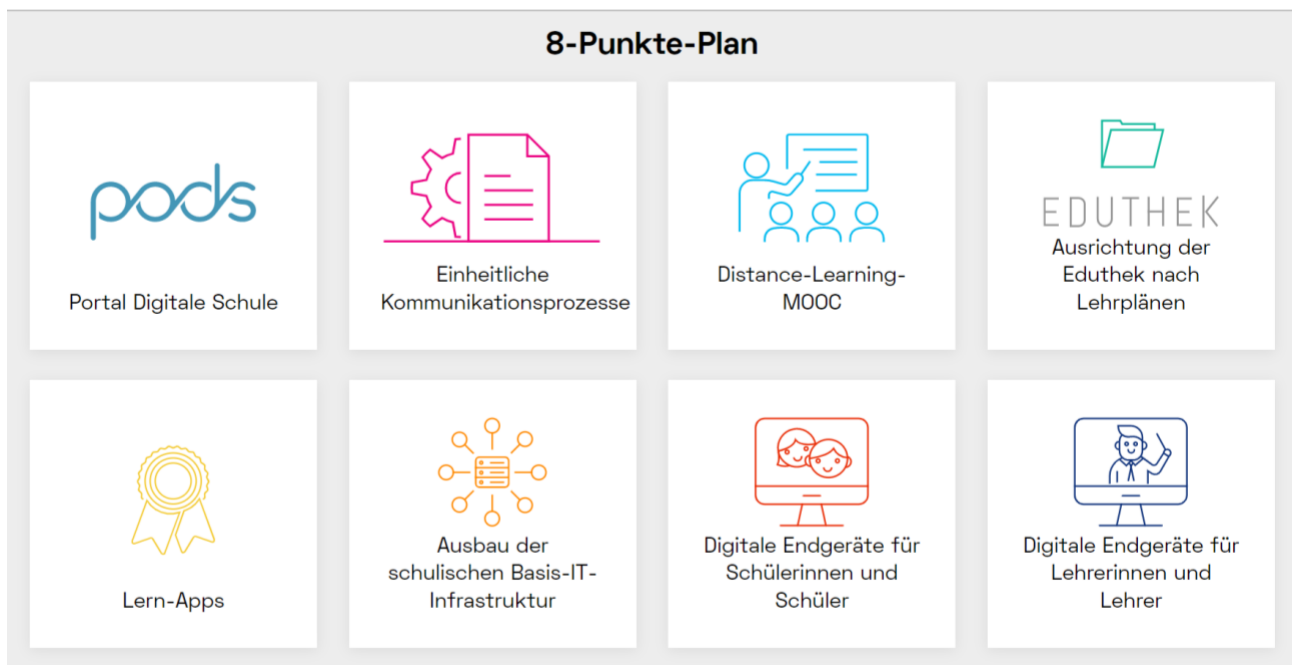 8-Punkte-Plan
pods
Portal Digitale Schule
Einheitliche
Kommunikationsprozesse
Distance-Learning-
MOOC
EDUTHEK
Ausrichtung der
Eduthek nach
Lehrplänen
Lern-Apps
Ausbau der
schulischen Basis-IT-
Infrastruktur
Digitale Endgeräte für
Schülerinnen und
Schüler
Digitale Endgeräte für
Lehrerinnen und
Lehrer